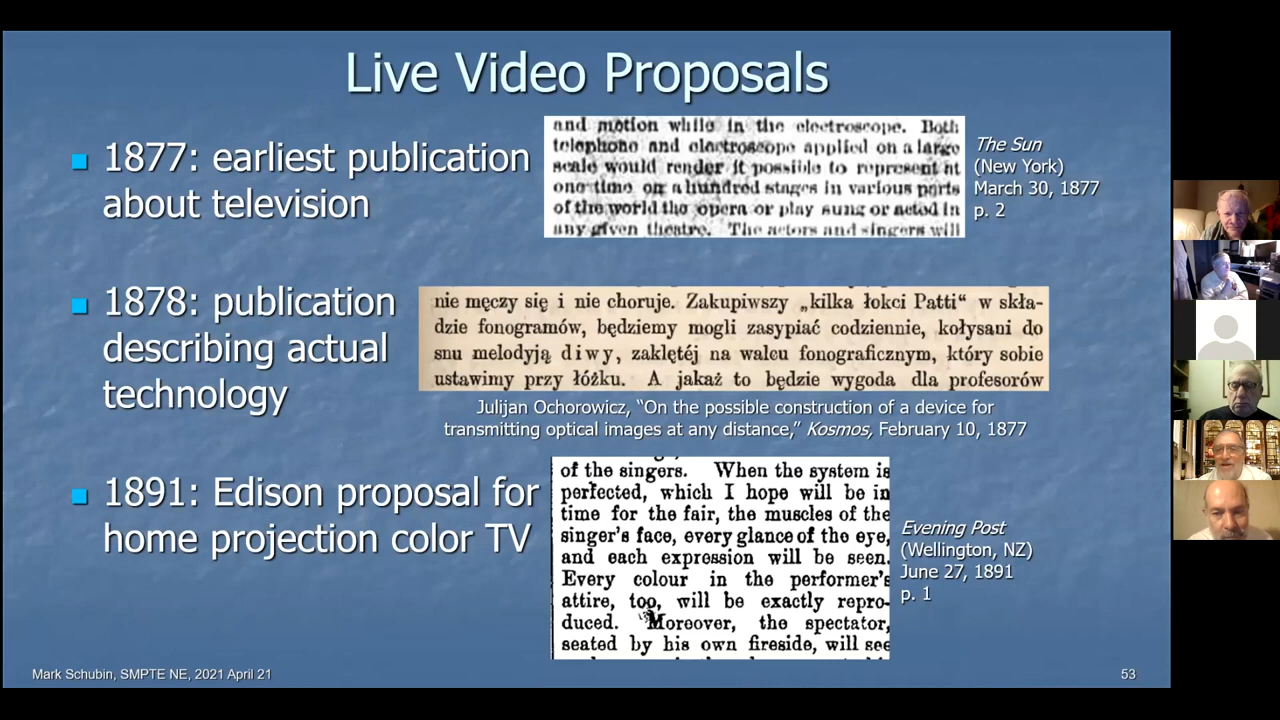 Live Video Proposals
1877: earliest publication
about television
and motion while in the electroscope. Both
telephone and electroscope applied on a large
scale would render it possible to represent at
one time on a hundred stages in various parts
of the world the opera or play sung or acted in
any given theatre. The actors and singers will
The Sun
(New York)
March 30, 1877
p. 2
1878: publication
describing actual
technology
nie męczy się i nie choruje. Zakupiwszy „kilka łokci Patti“ w skła-
dzie fonogramów, będziemy mogli zasypiać codziennie, kołysani do
snu melodyją diwy, zaklętéj na walcu fonograficznym, który sobie
ustawimy przy łóżku. A jakaż to będzie wygoda dla profesorów
Julijan Ochorowicz, “On the possible construction of a device for
transmitting optical images at any distance,” Kosmos, February 10, 1877
1891: Edison proposal for
home projection color TV
of the singers. When the system is
perfected, which I hope will be in
time for the fair, the muscles of the
singer's face, every glance of the eye,
and each expression will be seen.
Every colour in the performer's
attire, too, will be exactly repro-
duced. Moreover, the spectator,
seated by his own fireside, will see
Evening Post
(Wellington, NZ)
June 27, 1891
p. 1
Mark Schubin, SMPTE NE, 2021 April 21
53